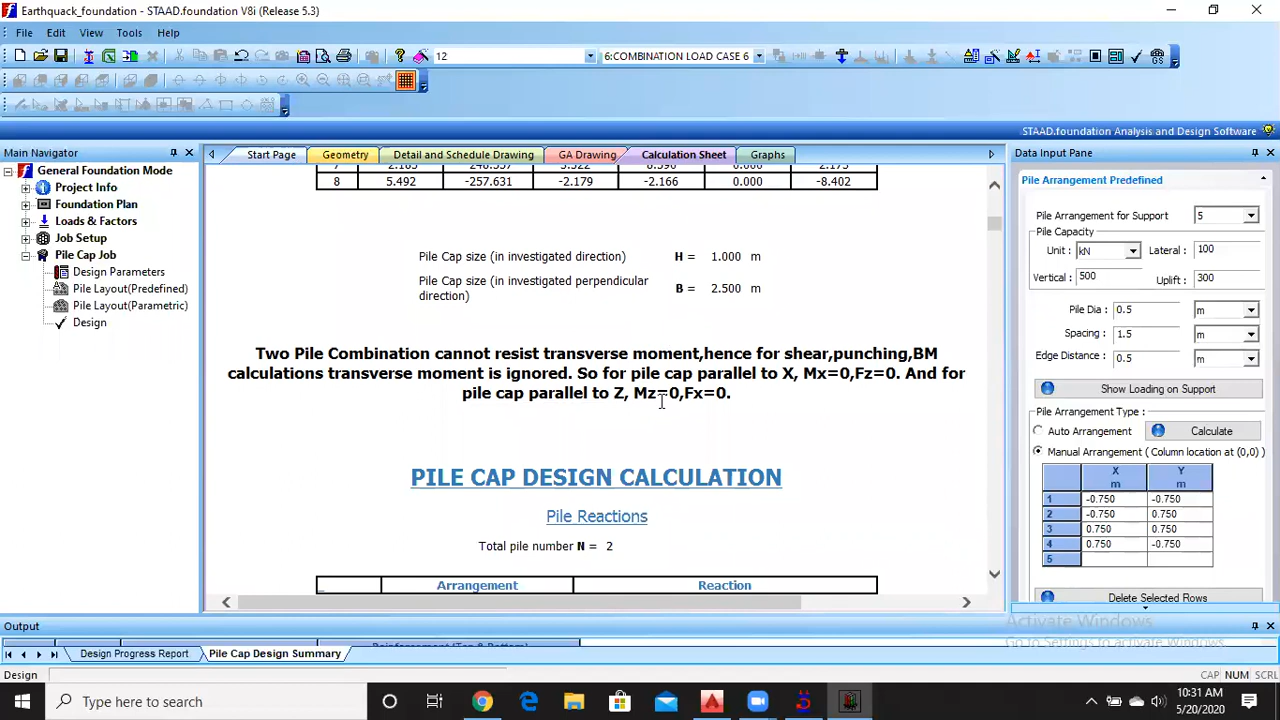 Earthquack_foundation - STAAD.foundation V8i (Release 5.3)
File Edit View Tools Help
12
6:COMBINATION LOAD CASE 6
STAAD.foundation Analysis and Design Software
Main Navigator
General Foundation Mode
Project Info
Foundation Plan
Loads & Factors
Job Setup
Pile Cap Job
Design Parameters
Pile Layout(Predefined)
Pile Layout(Parametric)
Design
Start Page Geometry Detail and Schedule Drawing GA Drawing Calculation Sheet Graphs
8 5.492 -257.631 -2.179 -2.166 0.000 -8.402
Pile Cap size (in investigated direction) H = 1.000 m
Pile Cap size (in investigated perpendicular
direction) B = 2.500 m
Two Pile Combination cannot resist transverse moment,hence for shear,punching,BM
calculations transverse moment is ignored. So for pile cap parallel to X, Mx=0,Fz=0. And for
pile cap parallel to Z, Mz=0,Fx=0.
PILE CAP DESIGN CALCULATION
Pile Reactions
Total pile number N = 2
Arrangement Reaction
Data Input Pane
Pile Arrangement Predefined
Pile Arrangement for Support 5
Pile Capacity
Unit : kN Lateral : 100
Vertical : 500 Uplift : 300
Pile Dia : 0.5 m
Spacing : 1.5 m
Edge Distance : 0.5 m
Show Loading on Support
Pile Arrangement Type :
Auto Arrangement Calculate
Manual Arrangement ( Column location at (0,0) )
X Y
m m
1 -0.750 -0.750
2 -0.750 0.750
3 0.750 0.750
4 0.750 -0.750
5
Delete Selected Rows
Activate Windows
Go to Settings to activate Windows.
Output
Design Progress Report Pile Cap Design Summary
Design CAP NUM SCRL
Type here to search
10:31 AM
5/20/2020